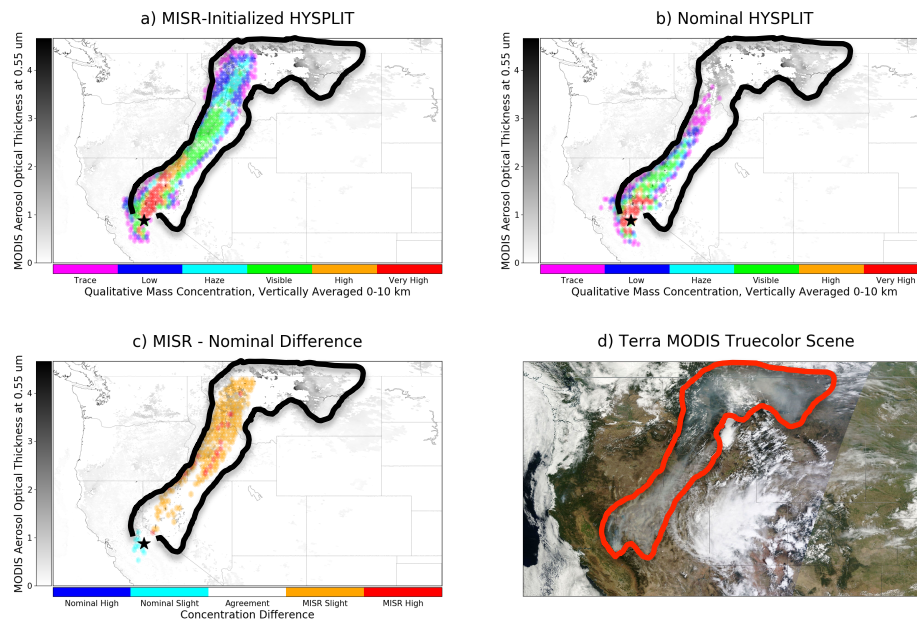 a) MISR-Initialized HYSPLIT
MODIS Aerosol Optical Thickness at 0.55 um
4
3
2
1
0
Trace Low Haze Visible High Very High
Qualitative Mass Concentration, Vertically Averaged 0-10 km
b) Nominal HYSPLIT
MODIS Aerosol Optical Thickness at 0.55 um
4
3
2
1
0
Trace Low Haze Visible High Very High
Qualitative Mass Concentration, Vertically Averaged 0-10 km
c) MISR - Nominal Difference
MODIS Aerosol Optical Thickness at 0.55 um
4
3
2
1
0
Nominal High Nominal Slight Agreement MISR Slight MISR High
Concentration Difference
d) Terra MODIS Truecolor Scene